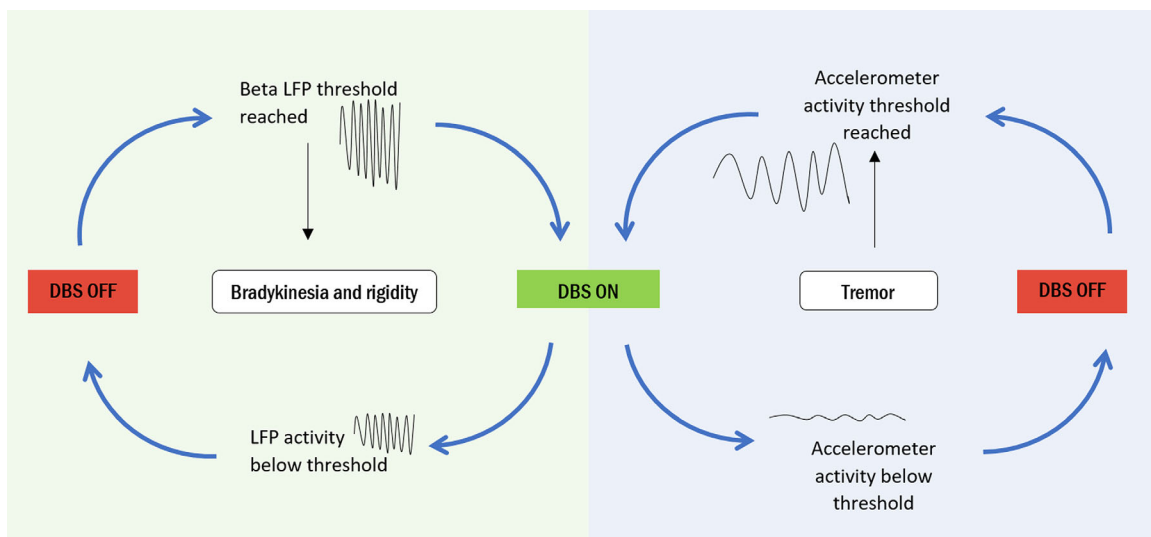 Beta LFP threshold
reached
DBS OFF
Bradykinesia and rigidity
LFP activity
below threshold
DBS ON
Accelerometer
activity threshold
reached
Tremor
DBS OFF
Accelerometer
activity below
threshold